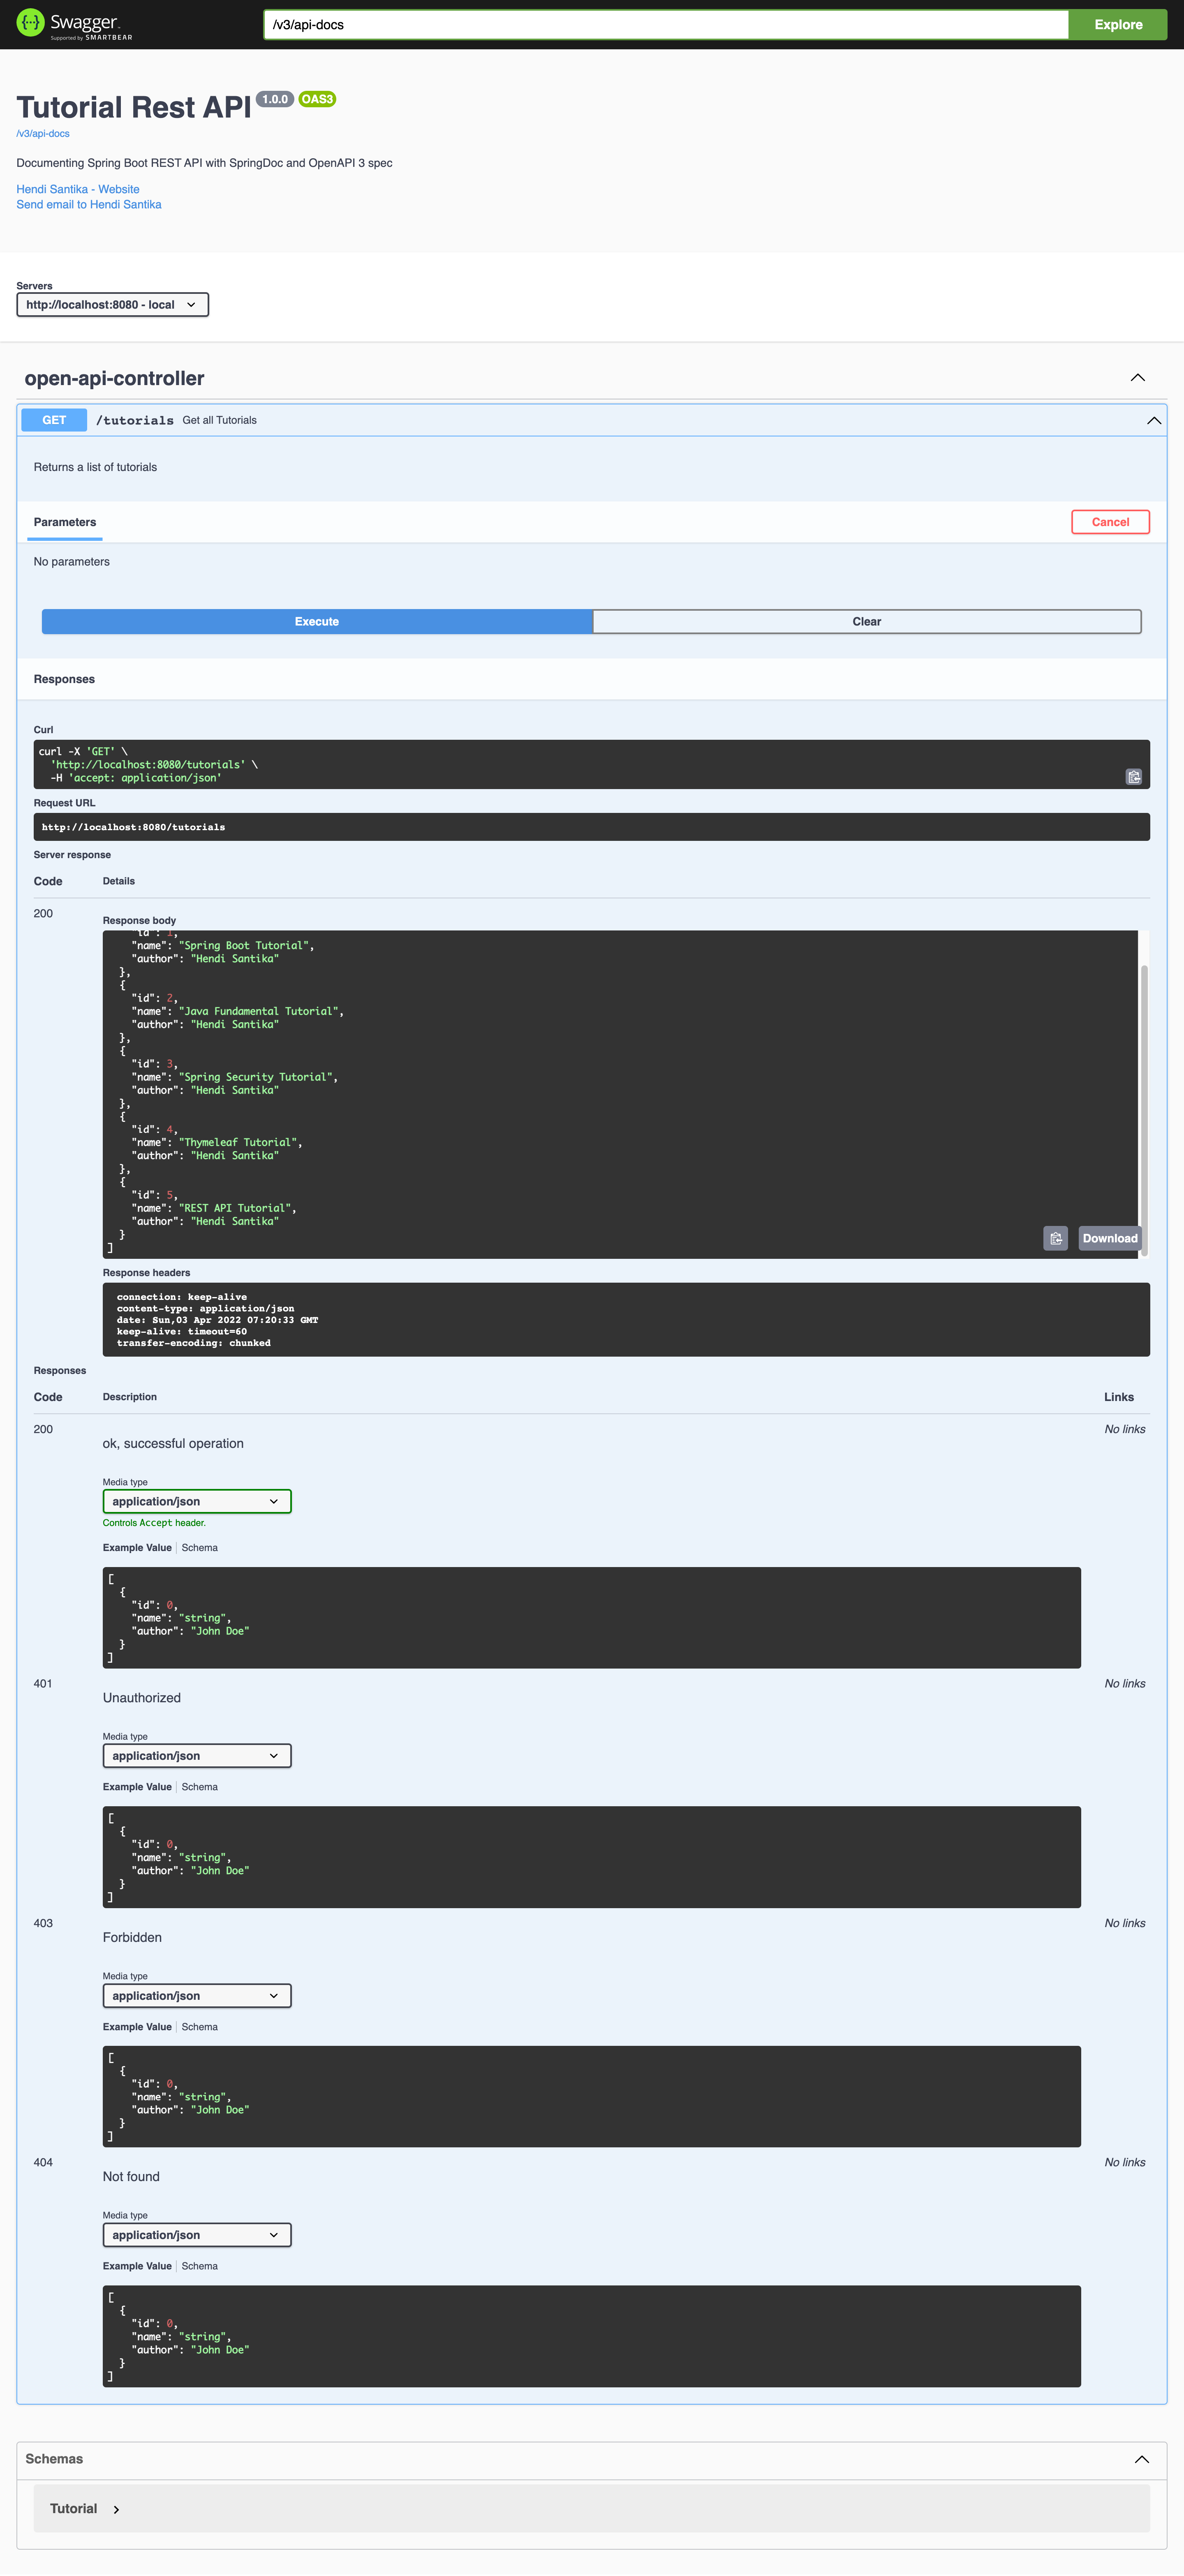 Swagger.
Supported by SMARTBEAR
/v3/api-docs
Explore
Tutorial Rest API 1.0.0 OAS3
/v3/api-docs
Documenting Spring Boot REST API with SpringDoc and OpenAPI 3 spec
Hendi Santika - Website
Send email to Hendi Santika
Servers
http://localhost:8080 - local
open-api-controller
GET /tutorials Get all Tutorials
Returns a list of tutorials
Parameters
Cancel
No parameters
Execute
Clear
Responses
Curl
curl -X 'GET' \
'http://localhost:8080/tutorials' \
-H 'accept: application/json'
Request URL
http://localhost:8080/tutorials
Server response
Code Details
200
Response body
"id": 1,
"name": "Spring Boot Tutorial",
"author": "Hendi Santika"
},
{
"id": 2,
"name": "Java Fundamental Tutorial",
"author": "Hendi Santika"
},
{
"id": 3,
"name": "Spring Security Tutorial",
"author": "Hendi Santika"
},
{
"id": 4,
"name": "Thymeleaf Tutorial",
"author": "Hendi Santika"
},
{
"id": 5,
"name": "REST API Tutorial",
"author": "Hendi Santika"
}
]
Download
Response headers
connection: keep-alive
content-type: application/json
date: Sun,03 Apr 2022 07:20:33 GMT
keep-alive: timeout=60
transfer-encoding: chunked
Responses
Code Description Links
200 No links
ok, successful operation
Media type
application/json
Controls Accept header.
Example Value Schema
[
{
"id": 0,
"name": "string",
"author": "John Doe"
}
]
401 No links
Unauthorized
Media type
application/json
Example Value Schema
[
{
"id": 0,
"name": "string",
"author": "John Doe"
}
]
403 No links
Forbidden
Media type
application/json
Example Value Schema
[
{
"id": 0,
"name": "string",
"author": "John Doe"
}
]
404 No links
Not found
Media type
application/json
Example Value Schema
[
{
"id": 0,
"name": "string",
"author": "John Doe"
}
]
Schemas
Tutorial